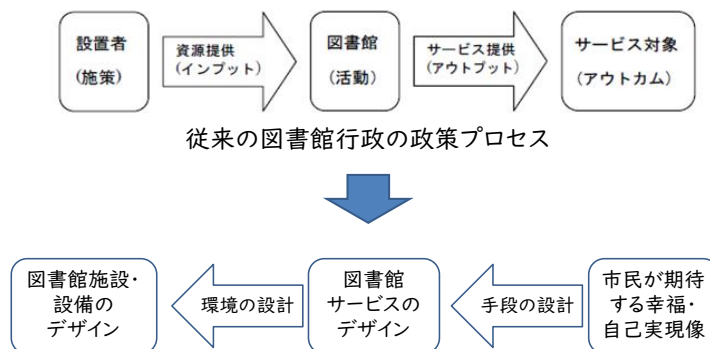 設置者
(施策)
資源提供
(インプット)
図書館
(活動)
サービス提供
(アウトプット)
サービス対象
(アウトカム)
従来の図書館行政の政策プロセス
図書館施設・
設備の
デザイン
環境の設計
図書館
サービスの
デザイン
手段の設計
市民が期待
する幸福・
自己実現像